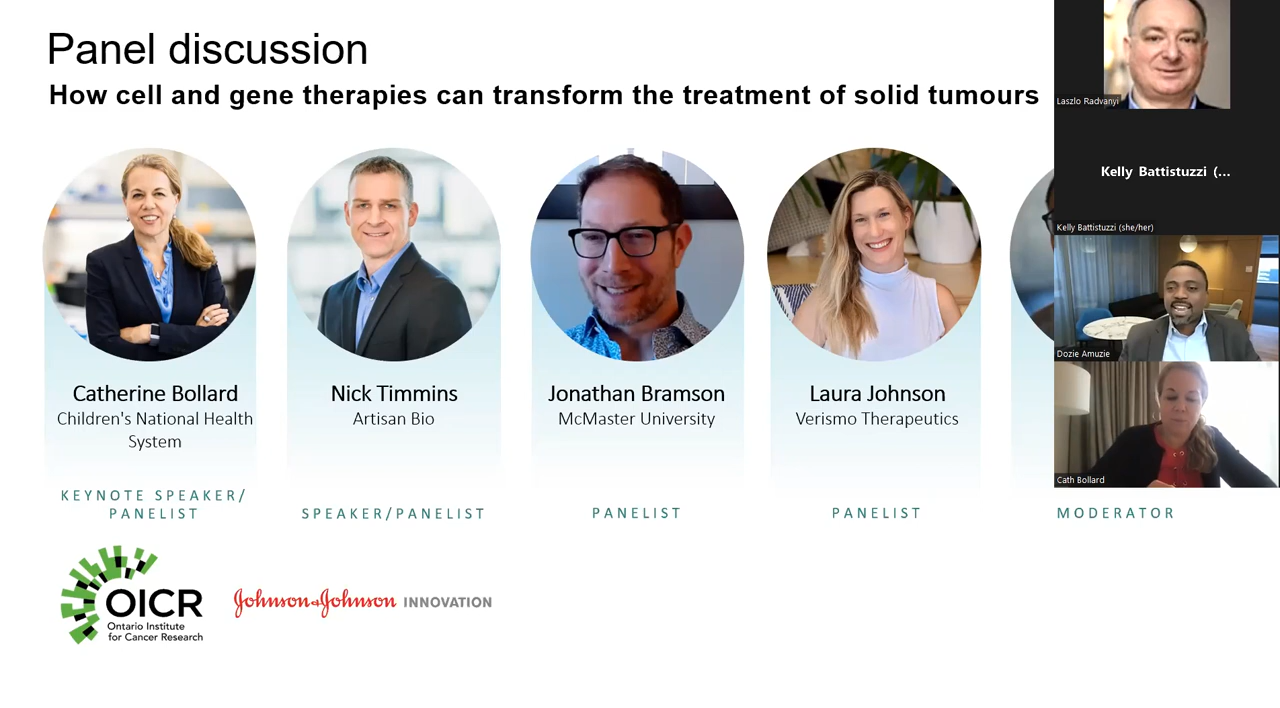 Panel discussion
How cell and gene therapies can transform the treatment of solid tumours
Catherine Bollard
Children's National Health
System
KEYNOTE SPEAKER/
PANELIST
Nick Timmins
Artisan Bio
SPEAKER/PANELIST
Jonathan Bramson
McMaster University
PANELIST
Laura Johnson
Verismo Therapeutics
PANELIST
MODERATOR
OICR
Ontario Institute
for Cancer Research
Johnson&Johnson INNOVATION
Laszlo Radvanyi
Kelly Battistuzzi (...
Kelly Battistuzzi (she/her)
Dozie Amuzie
Cath Bollard